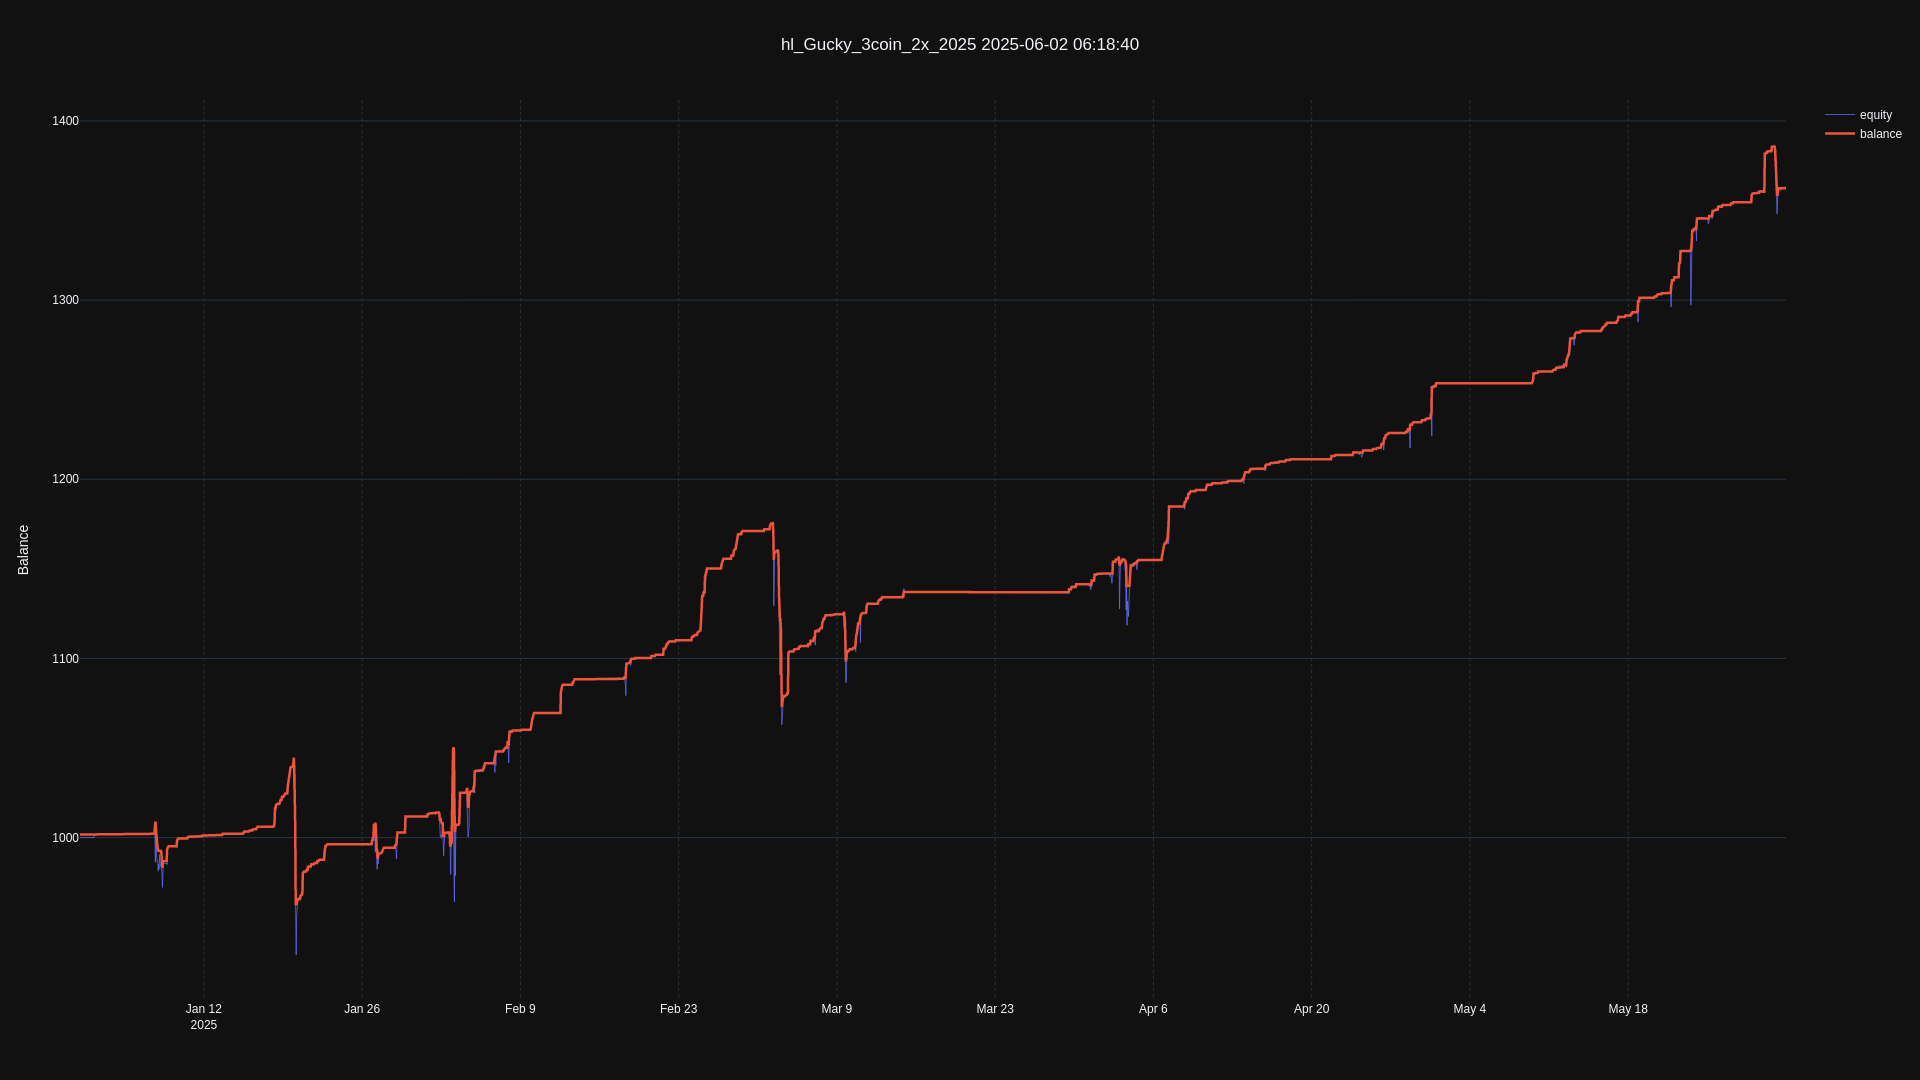 hl_Gucky_3coin_2x_2025 2025-06-02 06:18:40
equity
balance
1400
1300
1200
1100
1000
Balance
Jan 12
2025
Jan 26
Feb 9
Feb 23
Mar 9
Mar 23
Apr 6
Apr 20
May 4
May 18